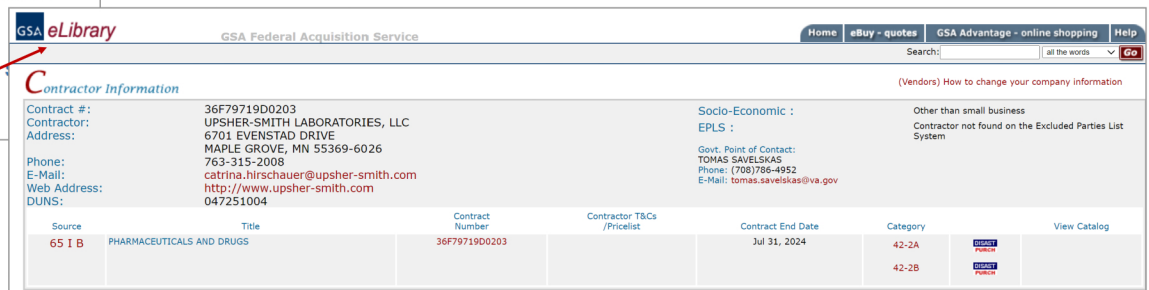 GSA eLibrary
GSA Federal Acquisition Service
Home eBuy - quotes GSA Advantage - online shopping Help
Search: all the words Go
Contractor Information
(Vendors) How to change your company information
Contract #: 36F79719D0203
Contractor: UPSHER-SMITH LABORATORIES, LLC
Address: 6701 EVENSTAD DRIVE
MAPLE GROVE, MN 55369-6026
Phone: 763-315-2008
E-Mail: catrina.hirschauer@upsher-smith.com
Web Address: http://www.upsher-smith.com
DUNS: 047251004
Socio-Economic : Other than small business
EPLS : Contractor not found on the Excluded Parties List
System
Govt. Point of Contact:
TOMAS SAVELSKAS
Phone: (708)786-4952
E-Mail: tomas.savelskas@va.gov
Source Title Contract Number Contractor T&Cs /Pricelist Contract End Date Category View Catalog
65 I B PHARMACEUTICALS AND DRUGS 36F79719D0203 Jul 31, 2024 42-2A DISAST PURCH
42-2B DISAST PURCH